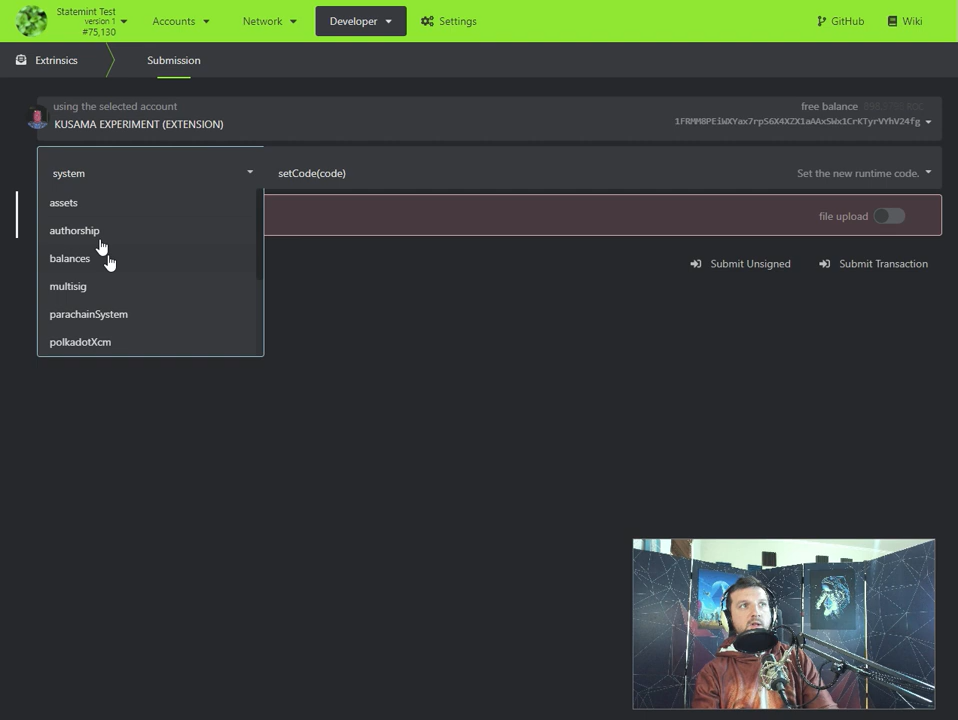 Statemint Test
version 1
#75,130
Accounts
Network
Developer
Settings
GitHub
Wiki
Extrinsics
Submission
using the selected account
free balance
KUSAMA EXPERIMENT (EXTENSION)
system
setCode(code)
Set the new runtime code.
assets
authorship
file upload
balances
Submit Unsigned
Submit Transaction
multisig
parachainSystem
polkadotXcm